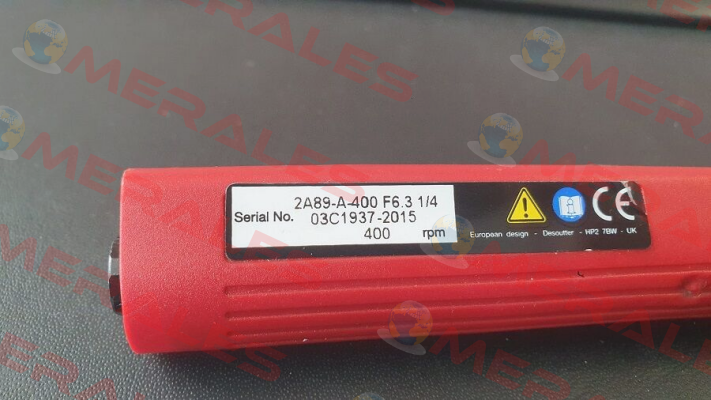 MERALES
2A89-A-400 F6.3 1/4
Serial No. 03C1937-2015
400 rpm
CE
European design - Desoutter - HP2 7BW - UK
MERALES
MERALES